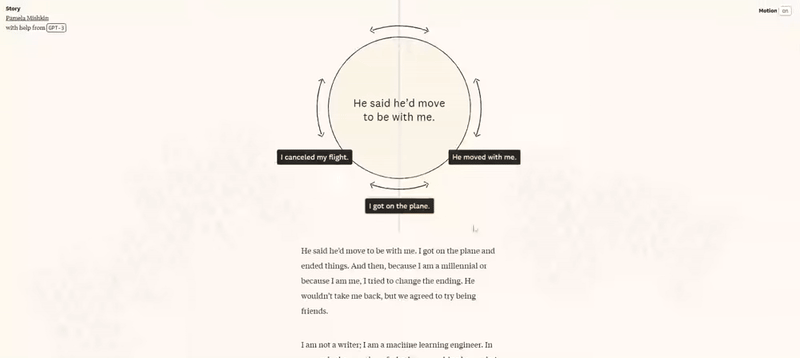 Story
Pamela Mishkin
with help from GPT-3
Motion on
He said he'd move
to be with me.
I canceled my flight.
He moved with me.
I got on the plane.
He said he'd move to be with me. I got on the plane and
ended things. And then, because I am a millennial or
because I am me, I tried to change the ending. He
wouldn't take me back, but we agreed to try being
friends.
I am not a writer; I am a machine learning engineer. In